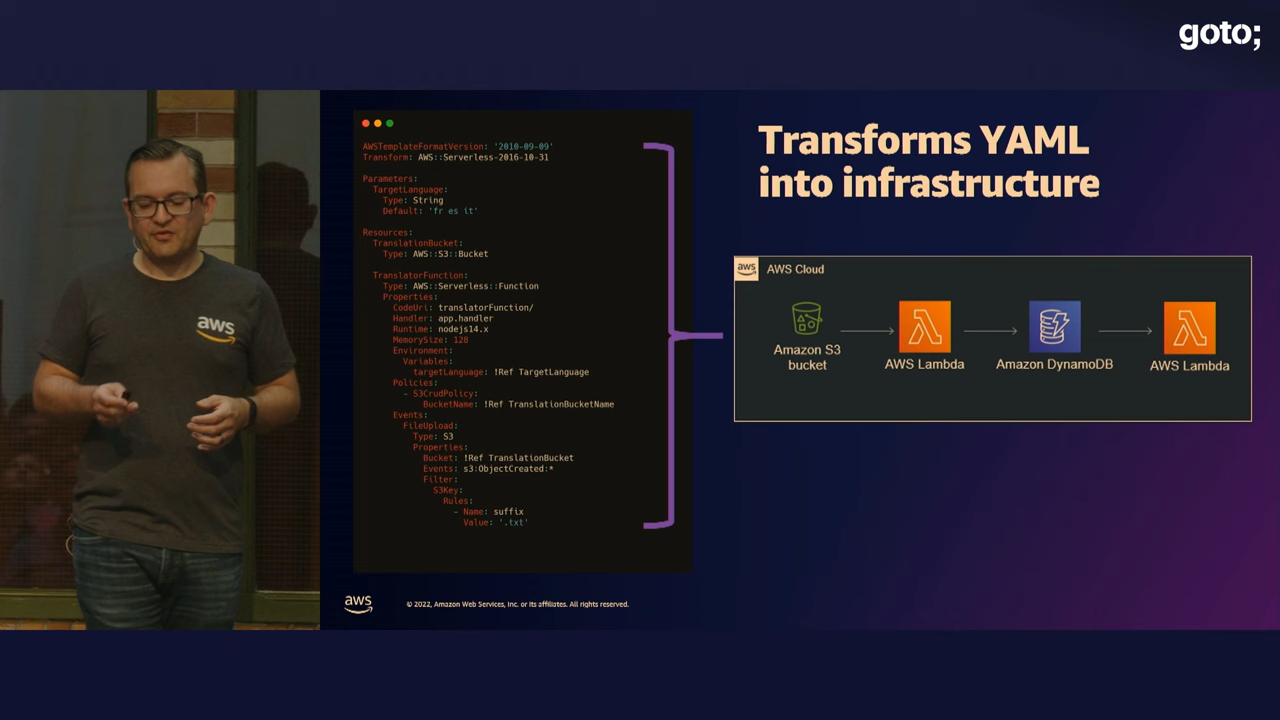 goto;
aws
AWSTemplateFormatVersion: '2010-09-09'
Transform: AWS::Serverless-2016-10-31
Parameters:
TargetLanguage:
Type: String
Default: 'fr es it'
Resources:
TranslationBucket:
Type: AWS::S3::Bucket
TranslatorFunction:
Type: AWS::Serverless::Function
Properties:
CodeUri: translatorFunction/
Handler: app.handler
Runtime: nodejs14.x
MemorySize: 128
Environment:
Variables:
targetLanguage: !Ref TargetLanguage
Policies:
- S3CrudPolicy:
BucketName: !Ref TranslationBucketName
Events:
FileUpload:
Type: S3
Properties:
Bucket: !Ref TranslationBucket
Events: s3:ObjectCreated:*
Filter:
S3Key:
Rules:
- Name: suffix
Value: '.txt'
Transforms YAML
into infrastructure
aws
AWS Cloud
Amazon S3
bucket
AWS Lambda
Amazon DynamoDB
AWS Lambda
aws
© 2022, Amazon Web Services, Inc. or its affiliates. All rights reserved.